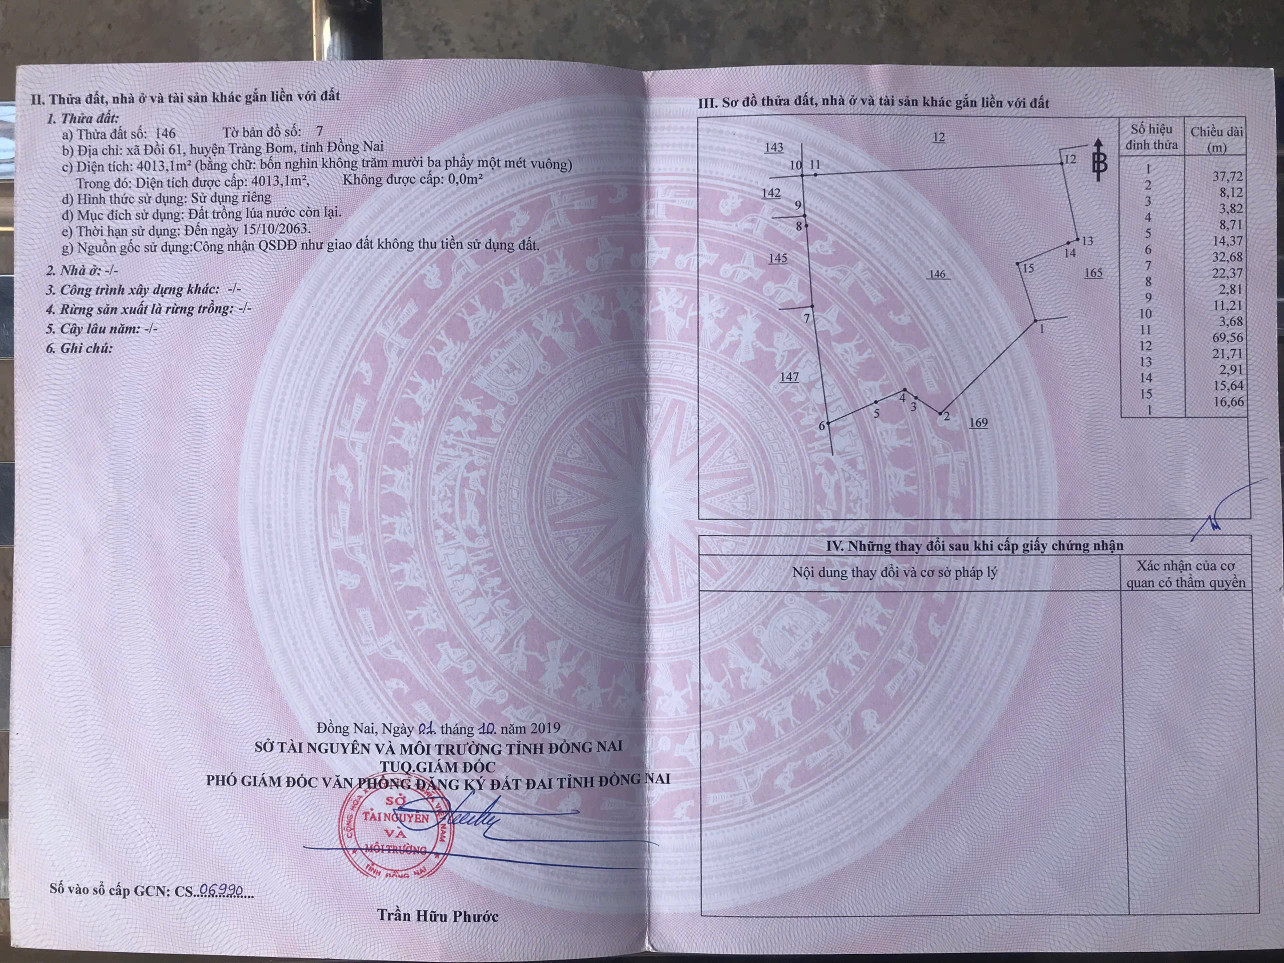 II. Thửa đất, nhà ở và tài sản khác gắn liền với đất
1. Thửa đất:
a) Thửa đất số: 146 Tờ bản đồ số: 7
b) Địa chỉ: xã Đồi 61, huyện Trảng Bom, tỉnh Đồng Nai
c) Diện tích: 4013,1m² (bằng chữ: bốn nghìn không trăm mười ba phẩy một mét vuông)
Trong đó: Diện tích được cấp: 4013,1m², Không được cấp: 0,0m²
d) Hình thức sử dụng: Sử dụng riêng
đ) Mục đích sử dụng: Đất trồng lúa nước còn lại.
e) Thời hạn sử dụng: Đến ngày 15/10/2063.
g) Nguồn gốc sử dụng:Công nhận QSDĐ như giao đất không thu tiền sử dụng đất.
2. Nhà ở: -/-
3. Công trình xây dựng khác: -/-
4. Rừng sản xuất là rừng trồng: -/-
5. Cây lâu năm: -/-
6. Ghi chú:
Đồng Nai, Ngày 01. tháng 10. năm 2019
SỞ TÀI NGUYÊN VÀ MÔI TRƯỜNG TỈNH ĐỒNG NAI
TUQ.GIÁM ĐỐC
PHÓ GIÁM ĐỐC VĂN PHÒNG ĐĂNG KÝ ĐẤT ĐAI TỈNH ĐỒNG NAI
SỞ
TÀI NGUYÊN
VÀ
MÔI TRƯỜNG
TỈNH ĐỒNG NAI
Số vào sổ cấp GCN: CS..06990...
Trần Hữu Phước
III. Sơ đồ thửa đất, nhà ở và tài sản khác gắn liền với đất
12
143
10 11
12
B
142
9
8
13
14
145
146
15
165
7
1
147
4
3
5
2
6
169
Số hiệu đỉnh thửa
Chiều dài (m)
1
37,72
2
8,12
3
3,82
4
8,71
5
14,37
6
32,68
7
22,37
8
2,81
9
11,21
10
3,68
11
69,56
12
21,71
13
2,91
14
15,64
15
16,66
1
IV. Những thay đổi sau khi cấp giấy chứng nhận
Nội dung thay đổi và cơ sở pháp lý
Xác nhận của cơ
quan có thẩm quyền